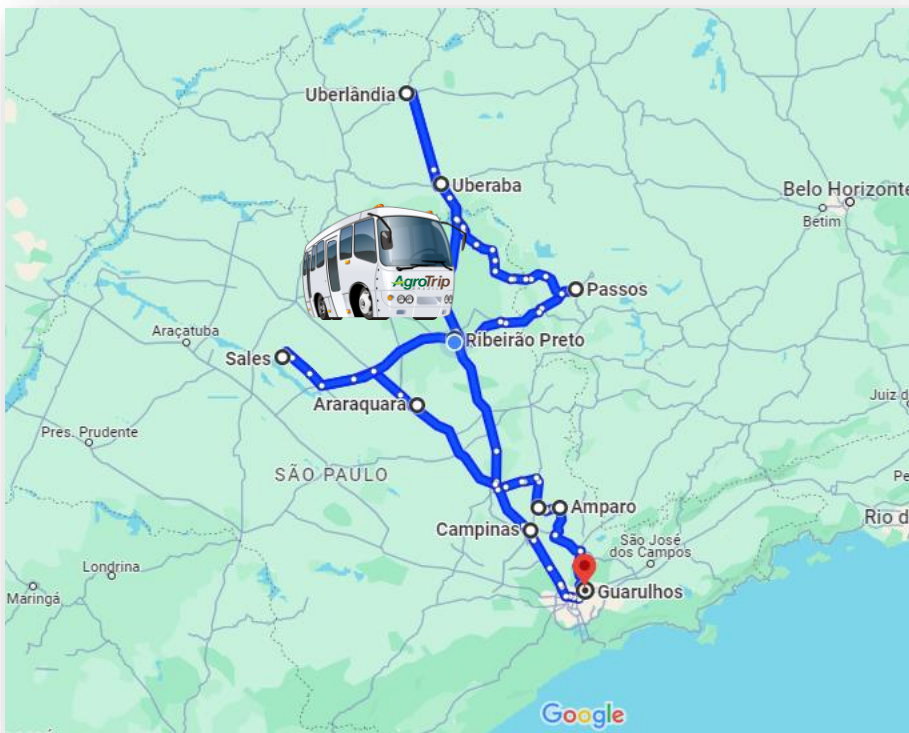 Uberlândia
Uberaba
Belo Horizonte
Betim
AgroTrip
Passos
Araçatuba
Ribeirão Preto
Sales
Juiz d
Araraquara
Pres. Prudente
SÃO PAULO
Pe
Amparo
Rio d
Campinas
São José
dos Campos
Londrina
Guarulhos
Maringá
Google